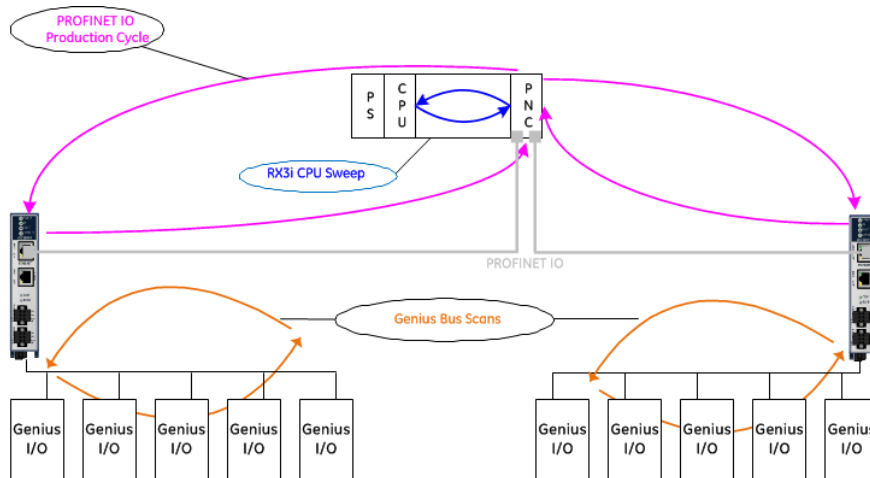 PROFINET IO
Production Cycle
P
S
C
P
U
P
N
C
RX3i CPU Sweep
PROFINET IO
Genius Bus Scans
Genius
I/O
Genius
I/O
Genius
I/O
Genius
I/O
Genius
I/O
Genius
I/O
Genius
I/O
Genius
I/O
Genius
I/O
Genius
I/O